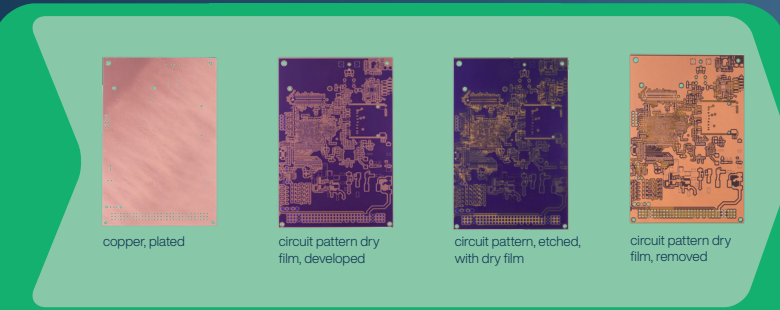 copper, plated
circuit pattern dry
film, developed
circuit pattern, etched,
with dry film
circuit pattern dry
film, removed